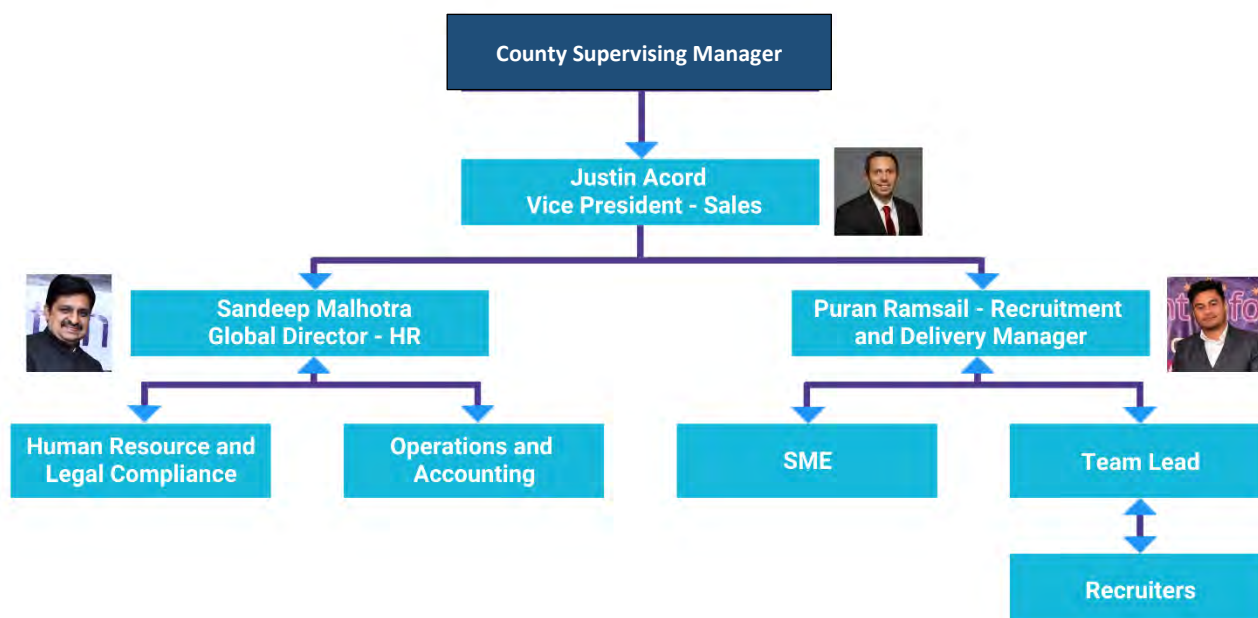 County Supervising Manager
Justin Acord
Vice President - Sales
Sandeep Malhotra
Global Director - HR
Puran Ramsail - Recruitment
and Delivery Manager
Human Resource and
Legal Compliance
Operations and
Accounting
SME
Team Lead
Recruiters